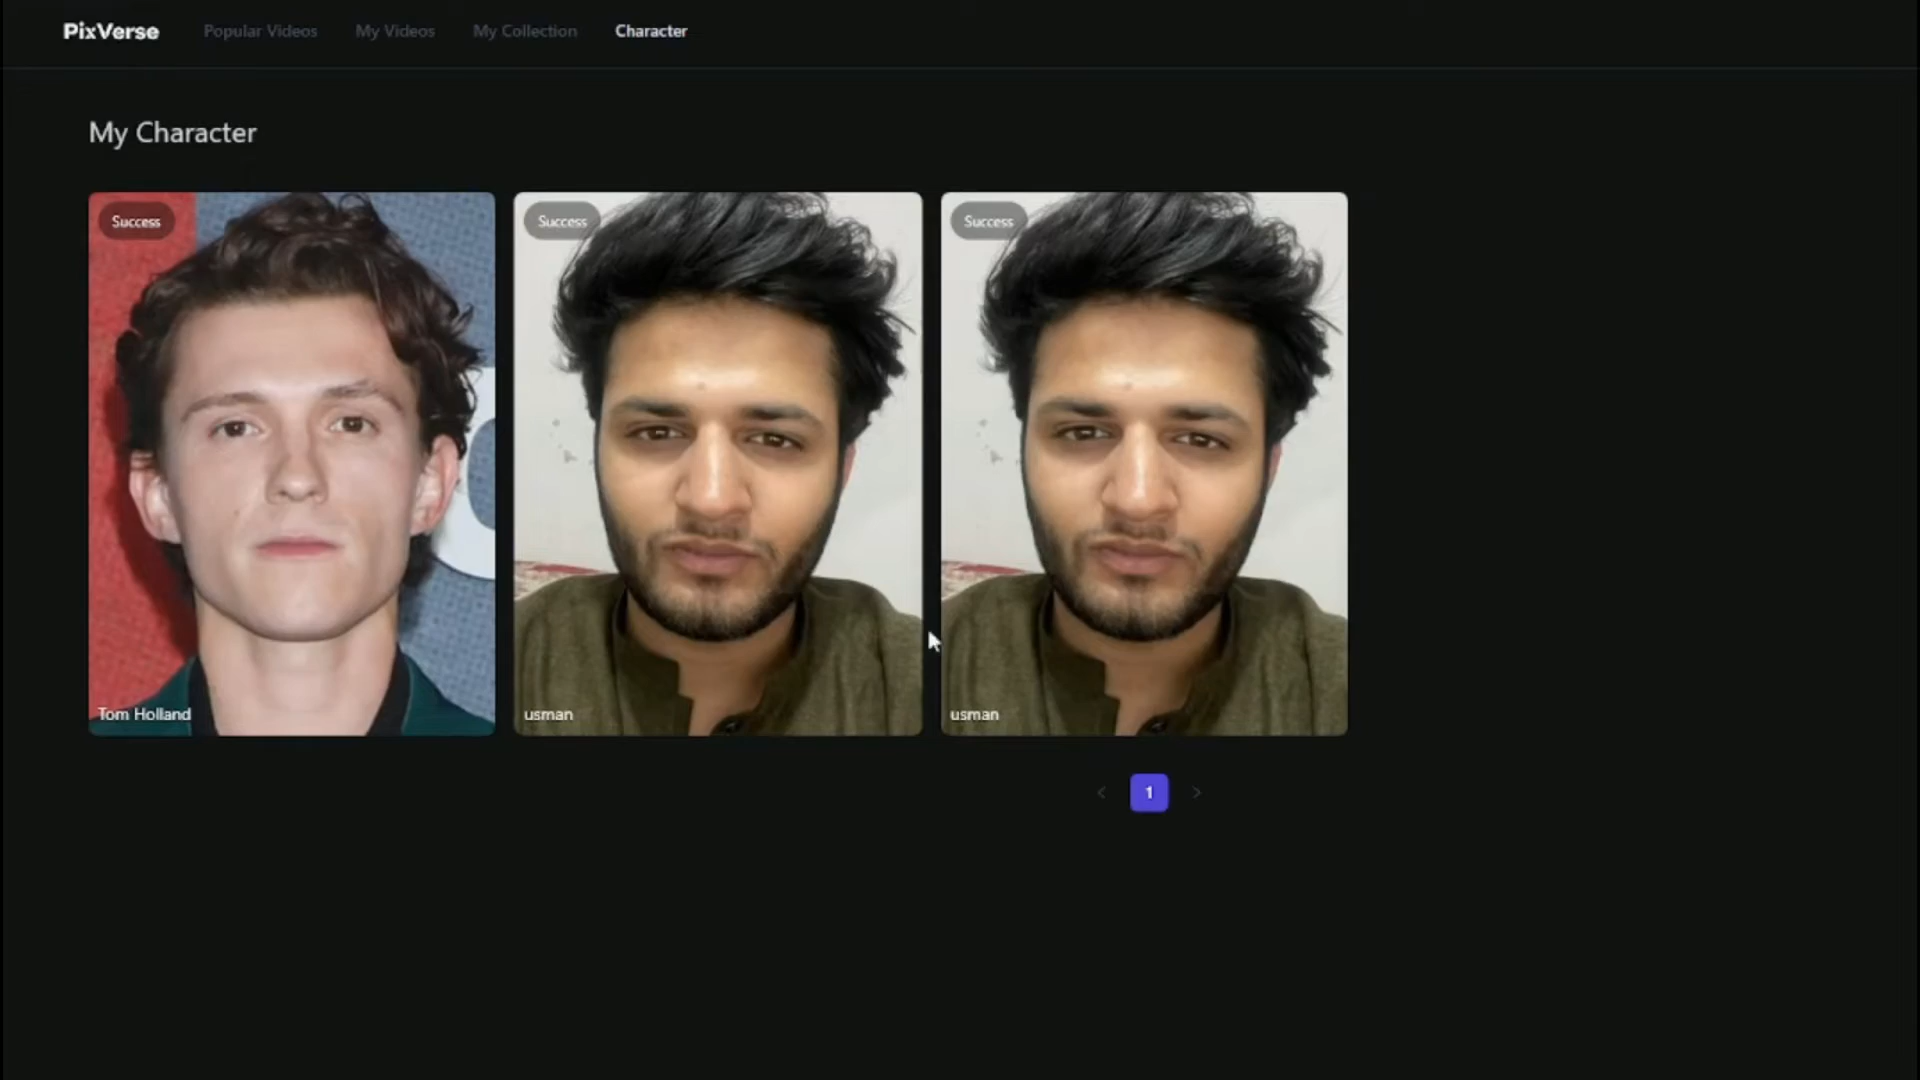 PixVerse Popular Videos My Videos My Collection Character
My Character
Success Success Success
Tom Holland usman usman
< 1 >